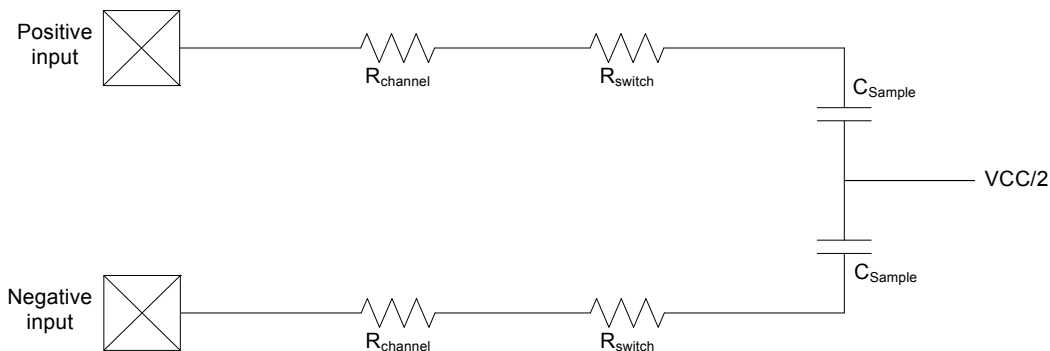 Positive
input
Rchannel
Rswitch
CSample
VCC/2
CSample
Negative
input
Rchannel
Rswitch